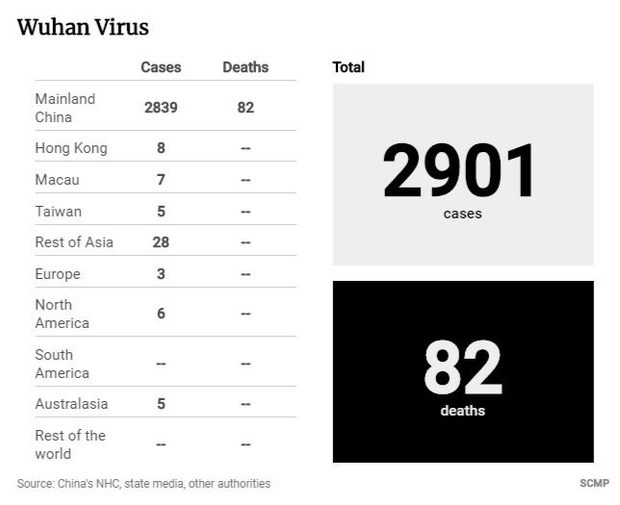 Wuhan Virus
Cases Deaths
Mainland
China 2839 82
Hong Kong 8 --
Macau 7 --
Taiwan 5 --
Rest of Asia 28 --
Europe 3 --
North
America 6 --
South
America -- --
Australasia 5 --
Rest of the
world -- --
Total
2901
cases
82
deaths
Source: China's NHC, state media, other authorities
SCMP